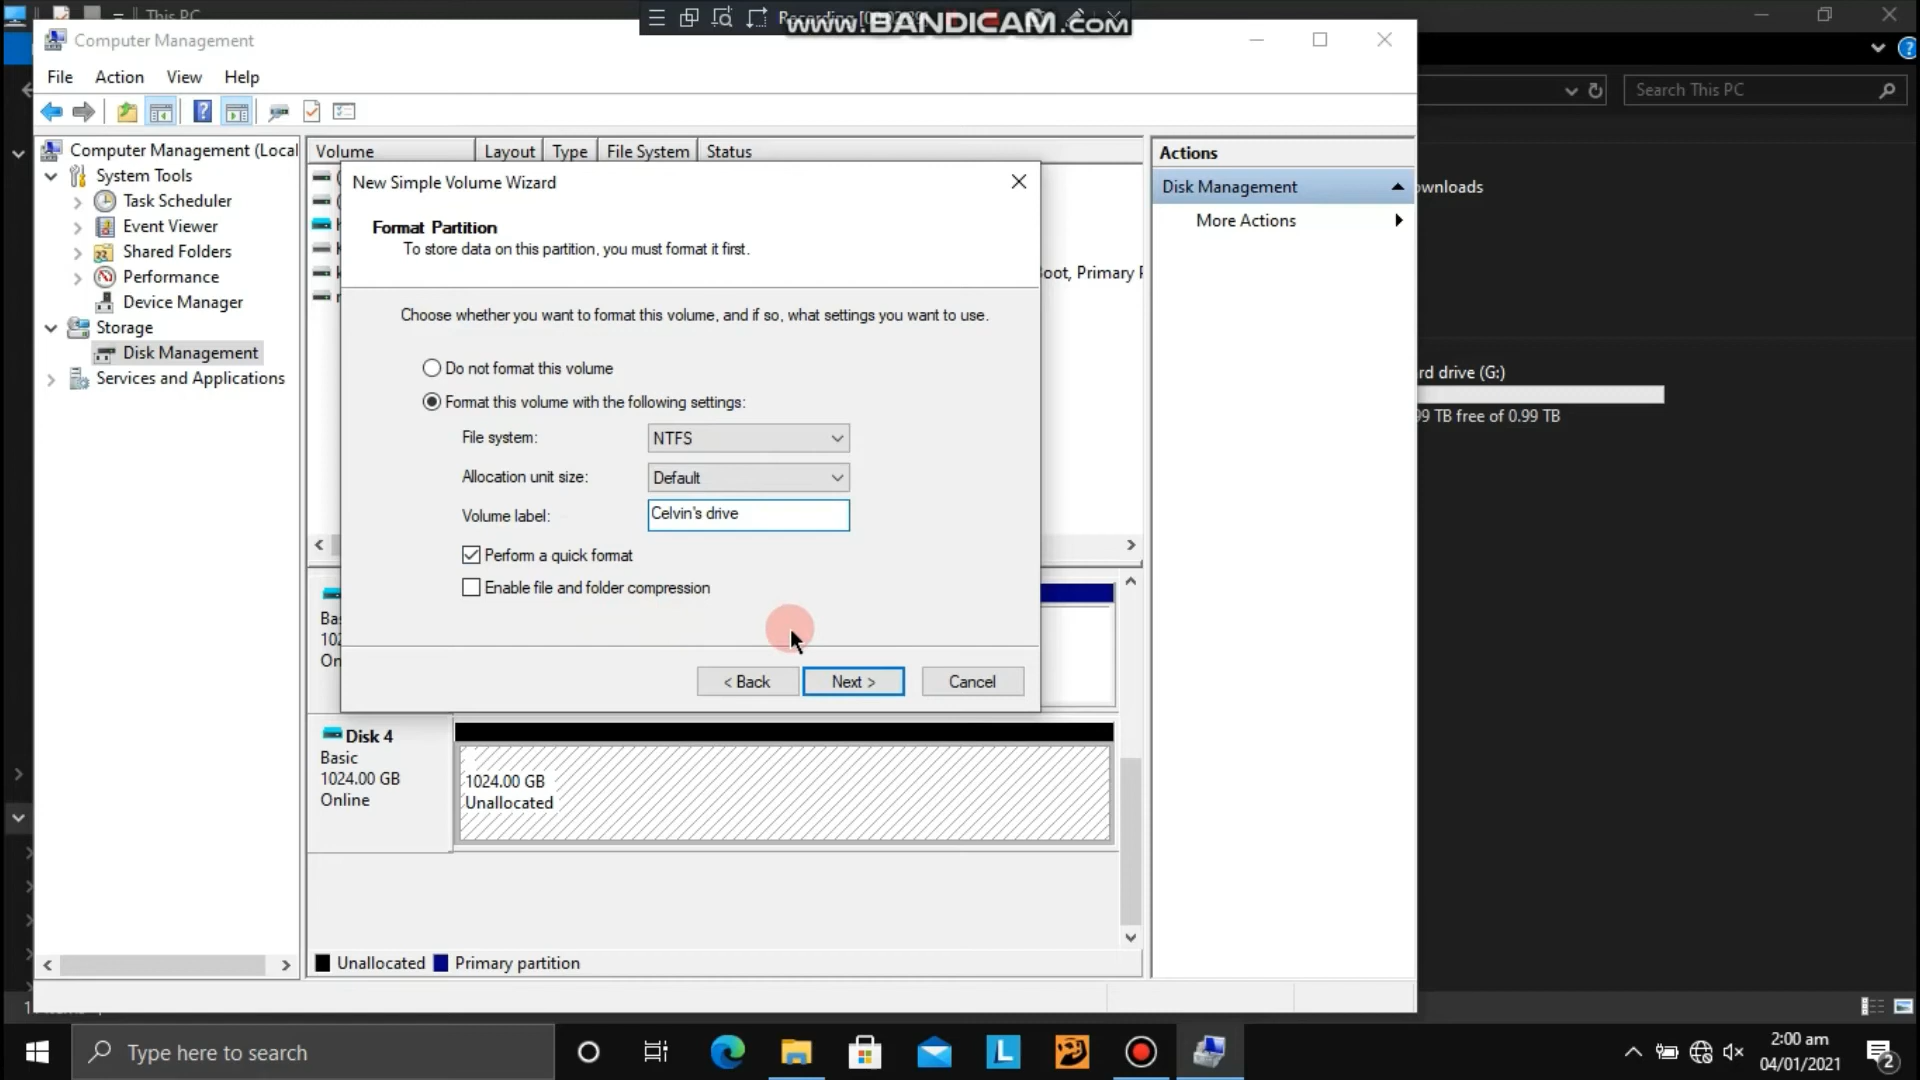 This PC
www.BANDICAM.com
Computer Management
File Action View Help
Search This PC
Computer Management (Local
System Tools
Task Scheduler
Event Viewer
Shared Folders
Performance
Device Manager
Storage
Disk Management
Services and Applications
Volume Layout Type File System Status
oot, Primary
New Simple Volume Wizard
Format Partition
To store data on this partition, you must format it first.
Choose whether you want to format this volume, and if so, what settings you want to use.
Do not format this volume
Format this volume with the following settings:
File system: NTFS
Allocation unit size: Default
Volume label: Celvin's drive
Perform a quick format
Enable file and folder compression
< Back Next > Cancel
Ba
102
On
Disk 4
Basic
1024.00 GB
Online
1024.00 GB
Unallocated
Unallocated Primary partition
Actions
Disk Management
More Actions
ownloads
rd drive (G:)
99 TB free of 0.99 TB
Type here to search
2:00 am
04/01/2021
2